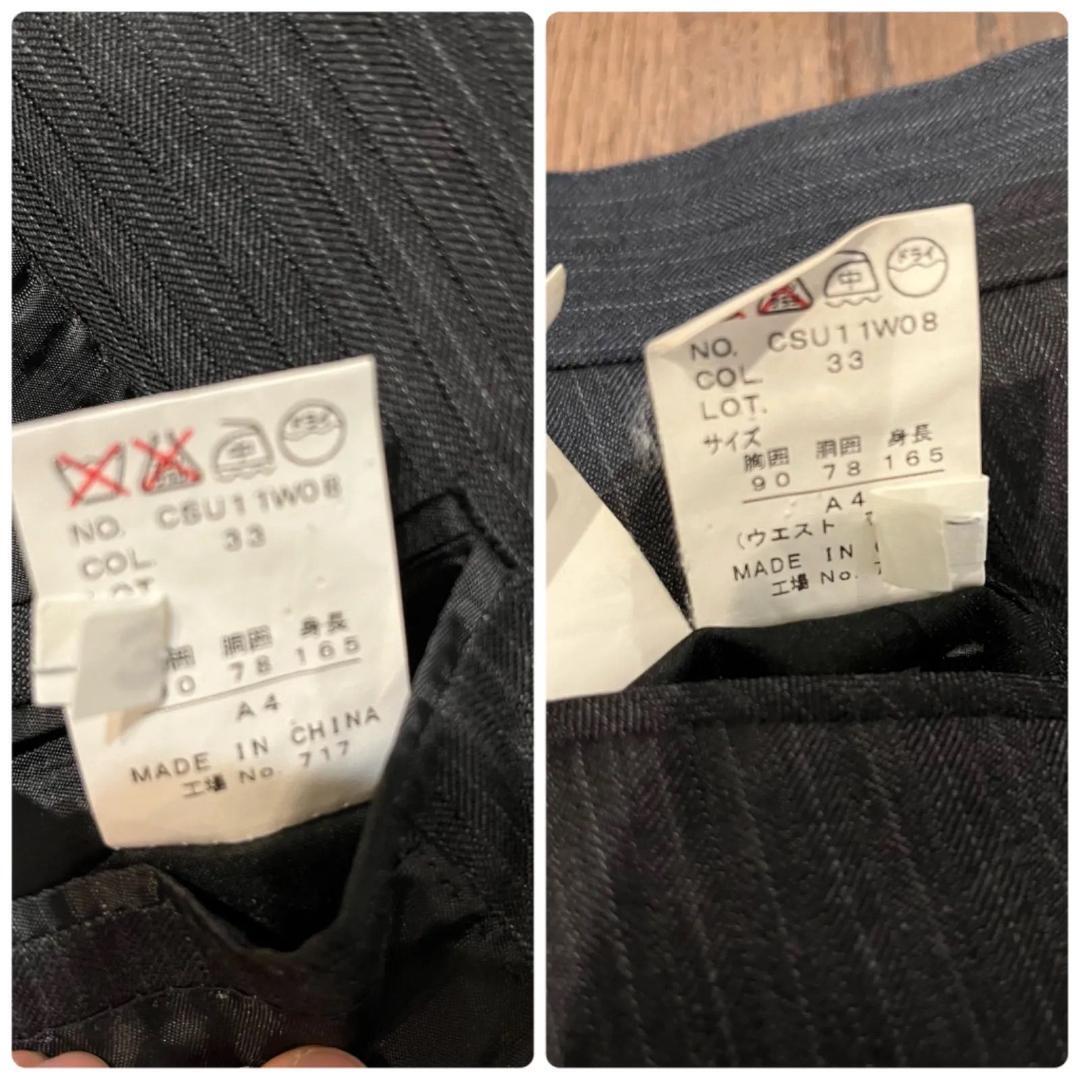 ドライ
中
NO. CSU11W08
COL. 33
胴囲 身長
78 165
A4
MADE IN CHINA
工場 No. 717
ドライ
中
NO. CSU11W08
COL. 33
LOT.
サイズ
胸囲 胴囲 身長
90 78 165
A4
(ウエスト
MADE IN
工場 No.